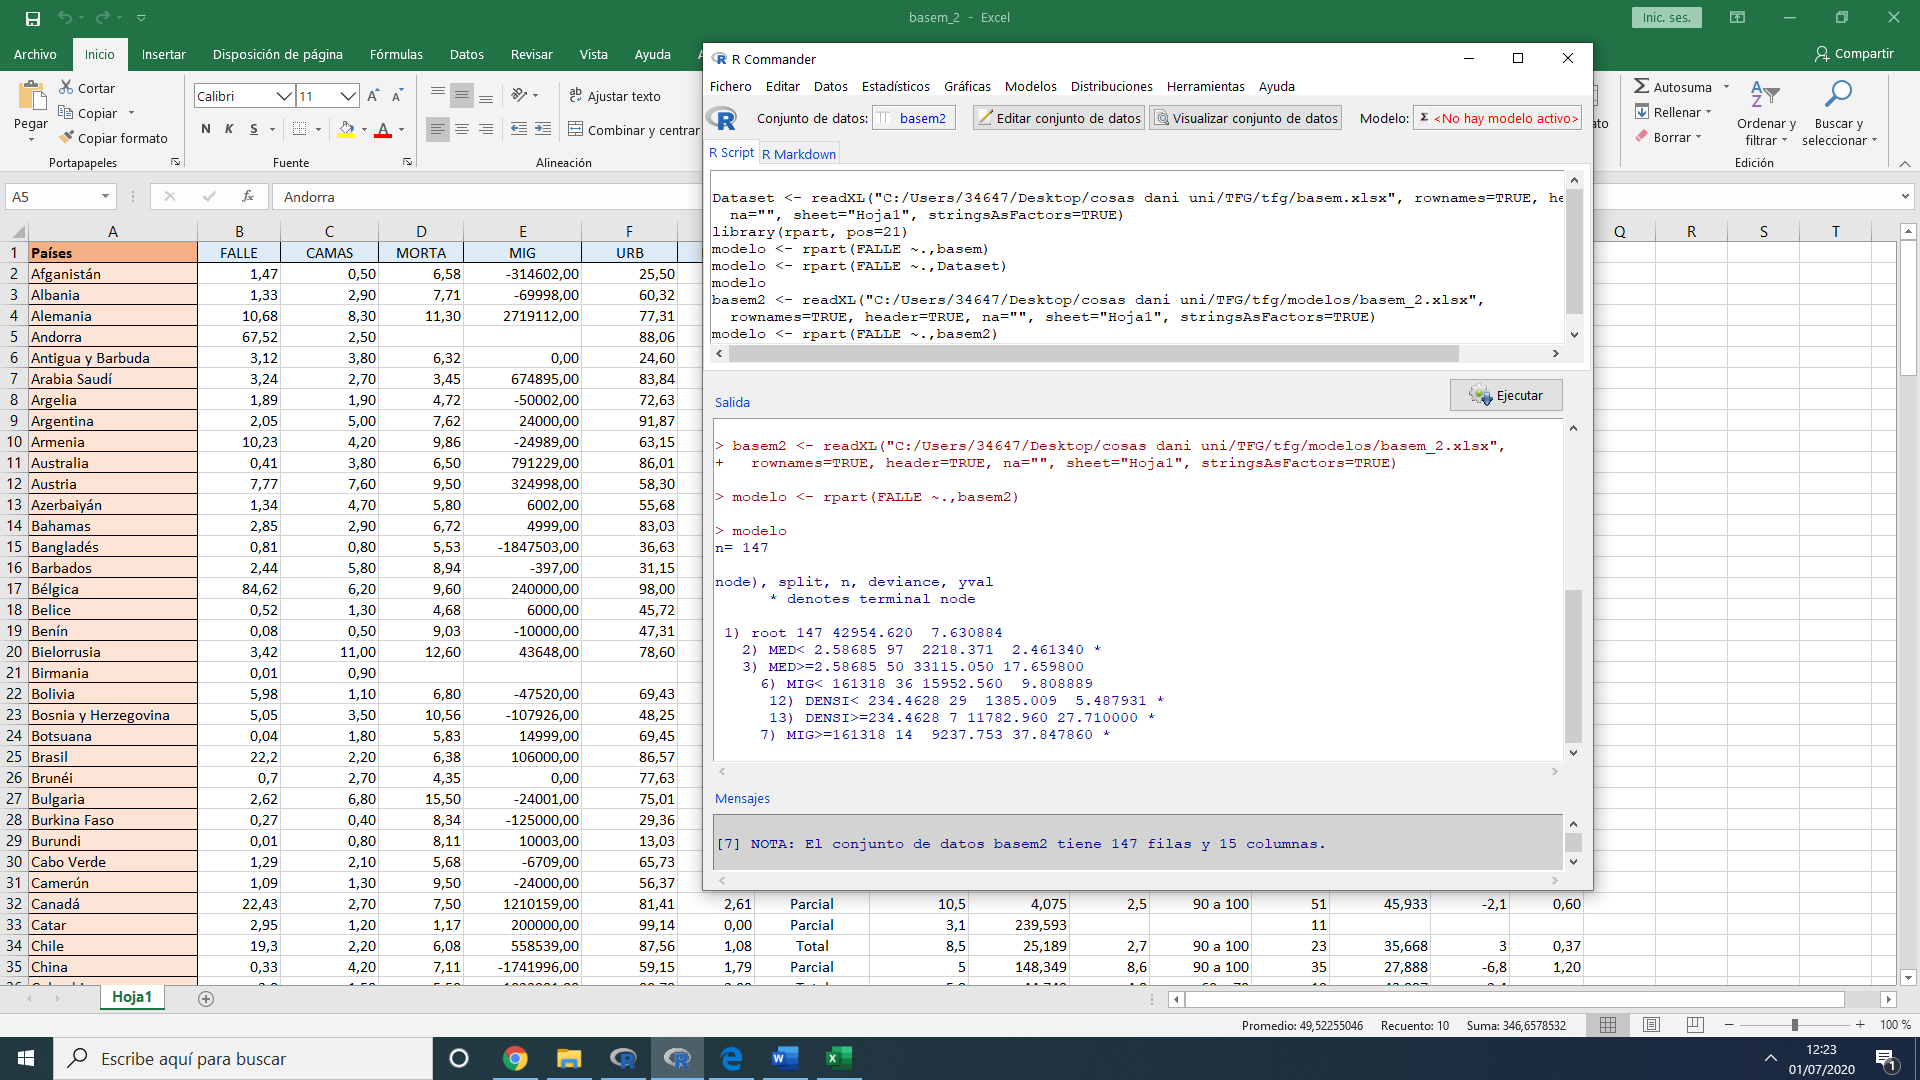 basem_2 - Excel
Inic. ses.
Archivo Inicio Insertar Disposición de página Fórmulas Datos Revisar Vista Ayuda
Compartir
Pegar
Cortar
Copiar
Copiar formato
Portapapeles
Calibri 11
N K S
Fuente
Ajustar texto
Combinar y centrar
Alineación
Autosuma
Rellenar
Borrar
Ordenar y filtrar
Buscar y seleccionar
Edición
A5 fx Andorra
A B C D E F Q R S T
1 Países FALLE CAMAS MORTA MIG URB
2 Afganistán 1,47 0,50 6,58 -314602,00 25,50
3 Albania 1,33 2,90 7,71 -69998,00 60,32
4 Alemania 10,68 8,30 11,30 2719112,00 77,31
5 Andorra 67,52 2,50 88,06
6 Antigua y Barbuda 3,12 3,80 6,32 0,00 24,60
7 Arabia Saudí 3,24 2,70 3,45 674895,00 83,84
8 Argelia 1,89 1,90 4,72 -50002,00 72,63
9 Argentina 2,05 5,00 7,62 24000,00 91,87
10 Armenia 10,23 4,20 9,86 -24989,00 63,15
11 Australia 0,41 3,80 6,50 791229,00 86,01
12 Austria 7,77 7,60 9,50 324998,00 58,30
13 Azerbaiyán 1,34 4,70 5,80 6002,00 55,68
14 Bahamas 2,85 2,90 6,72 4999,00 83,03
15 Bangladés 0,81 0,80 5,53 -1847503,00 36,63
16 Barbados 2,44 5,80 8,94 -397,00 31,15
17 Bélgica 84,62 6,20 9,60 240000,00 98,00
18 Belice 0,52 1,30 4,68 6000,00 45,72
19 Benín 0,08 0,50 9,03 -10000,00 47,31
20 Bielorrusia 3,42 11,00 12,60 43648,00 78,60
21 Birmania 0,01 0,90
22 Bolivia 5,98 1,10 6,80 -47520,00 69,43
23 Bosnia y Herzegovina 5,05 3,50 10,56 -107926,00 48,25
24 Botsuana 0,04 1,80 5,83 14999,00 69,45
25 Brasil 22,2 2,20 6,38 106000,00 86,57
26 Brunéi 0,7 2,70 4,35 0,00 77,63
27 Bulgaria 2,62 6,80 15,50 -24001,00 75,01
28 Burkina Faso 0,27 0,40 8,34 -125000,00 29,36
29 Burundi 0,01 0,80 8,11 10003,00 13,03
30 Cabo Verde 1,29 2,10 5,68 -6709,00 65,73
31 Camerún 1,09 1,30 9,50 -24000,00 56,37
32 Canadá 22,43 2,70 7,50 1210159,00 81,41 2,61 Parcial 10,5 4,075 2,5 90 a 100 51 45,933 -2,1 0,60
33 Catar 2,95 1,20 1,17 200000,00 99,14 0,00 Parcial 3,1 239,593 11
34 Chile 19,3 2,20 6,08 558539,00 87,56 1,08 Total 8,5 25,189 2,7 90 a 100 23 35,668 3 0,37
35 China 0,33 4,20 7,11 -1741996,00 59,15 1,79 Parcial 5 148,349 8,6 90 a 100 35 27,888 -6,8 1,20
Hoja1
Promedio: 49,52255046 Recuento: 10 Suma: 346,6578532 100 %
R Commander
Fichero Editar Datos Estadísticos Gráficas Modelos Distribuciones Herramientas Ayuda
Conjunto de datos: basem2 Editar conjunto de datos Visualizar conjunto de datos Modelo: Σ <No hay modelo activo>
R Script R Markdown
Dataset <- readXL("C:/Users/34647/Desktop/cosas dani uni/TFG/tfg/basem.xlsx", rownames=TRUE, he
na="", sheet="Hoja1", stringsAsFactors=TRUE)
library(rpart, pos=21)
modelo <- rpart(FALLE ~.,basem)
modelo <- rpart(FALLE ~.,Dataset)
modelo
basem2 <- readXL("C:/Users/34647/Desktop/cosas dani uni/TFG/tfg/modelos/basem_2.xlsx",
rownames=TRUE, header=TRUE, na="", sheet="Hoja1", stringsAsFactors=TRUE)
modelo <- rpart(FALLE ~.,basem2)
Salida
Ejecutar
> basem2 <- readXL("C:/Users/34647/Desktop/cosas dani uni/TFG/tfg/modelos/basem_2.xlsx",
+ rownames=TRUE, header=TRUE, na="", sheet="Hoja1", stringsAsFactors=TRUE)
> modelo <- rpart(FALLE ~.,basem2)
> modelo
n= 147
node), split, n, deviance, yval
* denotes terminal node
1) root 147 42954.620 7.630884
2) MED< 2.58685 97 2218.371 2.461340 *
3) MED>=2.58685 50 33115.050 17.659800
6) MIG< 161318 36 15952.560 9.808889
12) DENSI< 234.4628 29 1385.009 5.487931 *
13) DENSI>=234.4628 7 11782.960 27.710000 *
7) MIG>=161318 14 9237.753 37.847860 *
Mensajes
[7] NOTA: El conjunto de datos basem2 tiene 147 filas y 15 columnas.
Escribe aquí para buscar
12:23
01/07/2020
1